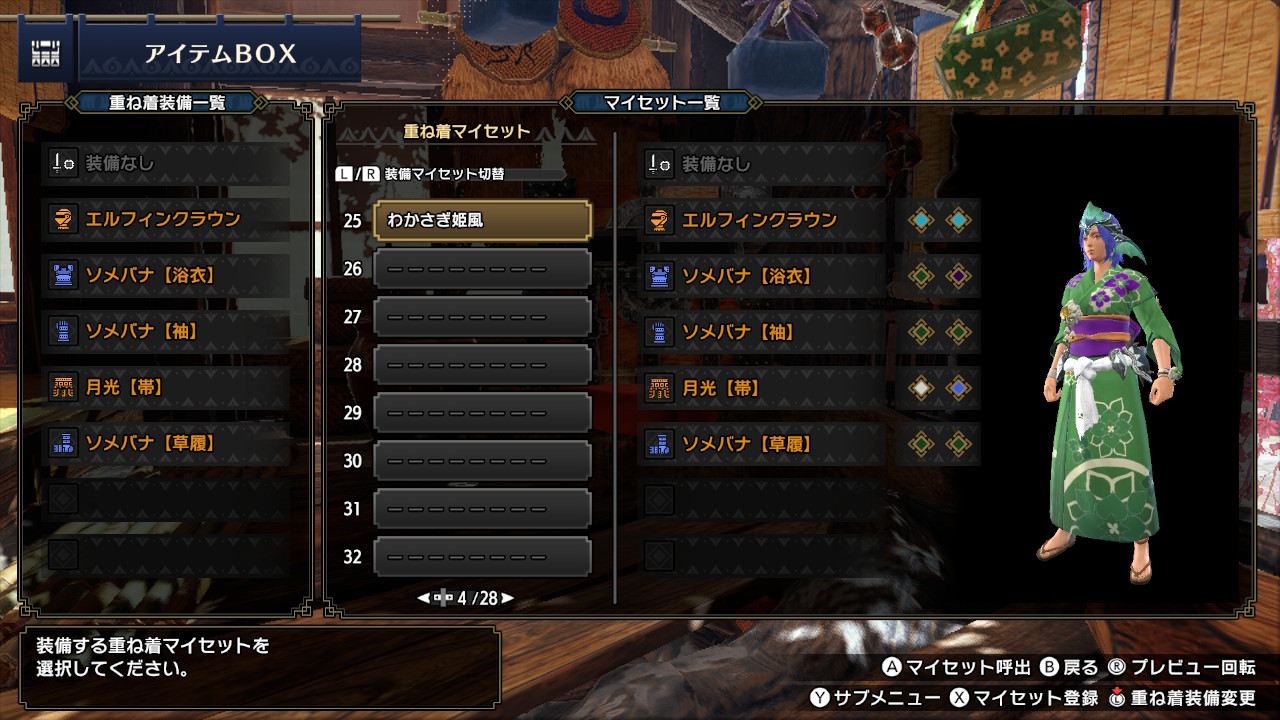 アイテムBOX
重ね着装備一覧
装備なし
エルフィンクラウン
ソメバナ【浴衣】
ソメバナ【袖】
月光【帯】
ソメバナ【草履】
マイセット一覧
重ね着マイセット
L/R 装備マイセット切替
25 わかさぎ姫風
26 ーーーーーーーー
27 ーーーーーーーー
28 ーーーーーーーー
29 ーーーーーーーー
30 ーーーーーーーー
31 ーーーーーーーー
32 ーーーーーーーー
4/28
装備なし
エルフィンクラウン
ソメバナ【浴衣】
ソメバナ【袖】
月光【帯】
ソメバナ【草履】
装備する重ね着マイセットを
選択してください。
Aマイセット呼出 B戻る Rプレビュー回転
Yサブメニュー Xマイセット登録 L重ね着装備変更